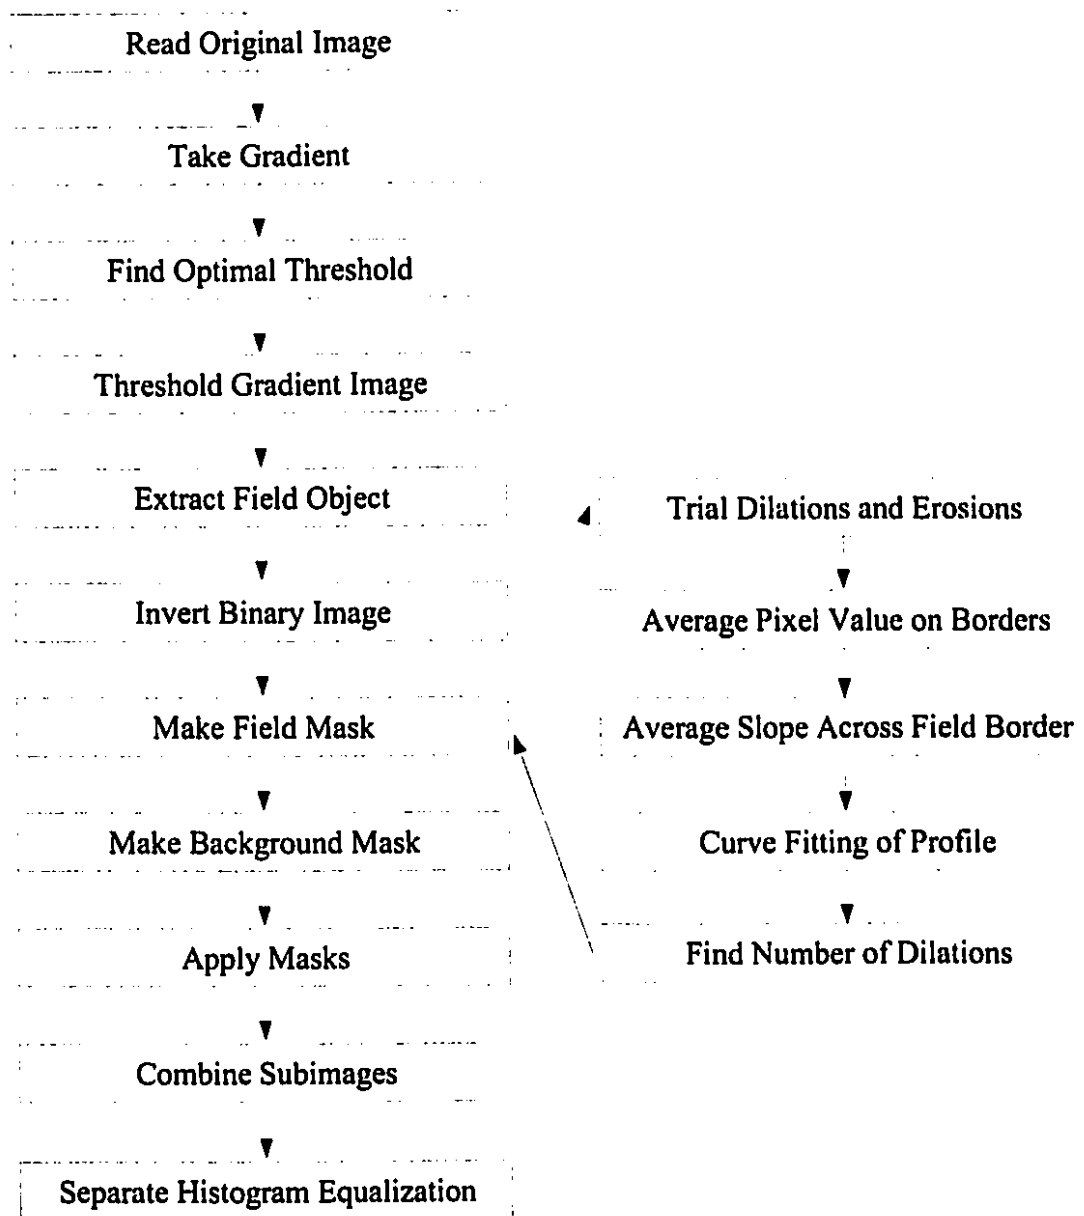 Read Original Image
Take Gradient
Find Optimal Threshold
Threshold Gradient Image
Extract Field Object
Invert Binary Image
Make Field Mask
Make Background Mask
Apply Masks
Combine Subimages
Separate Histogram Equalization
Trial Dilations and Erosions
Average Pixel Value on Borders
Average Slope Across Field Border
Curve Fitting of Profile
Find Number of Dilations